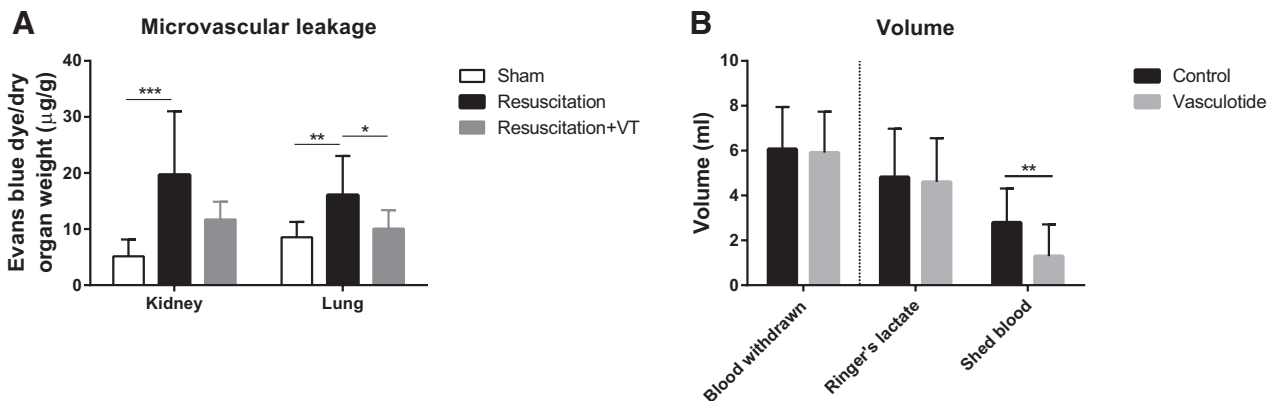 A
Microvascular leakage
Evans blue dye/dry
organ weight (µg/g)
40
30
20
10
0
***
**
*
Kidney
Lung
Sham
Resuscitation
Resuscitation+VT
B
Volume
Volume (ml)
10
8
6
4
2
0
**
Blood withdrawn
Ringer's lactate
Shed blood
Control
Vasculotide